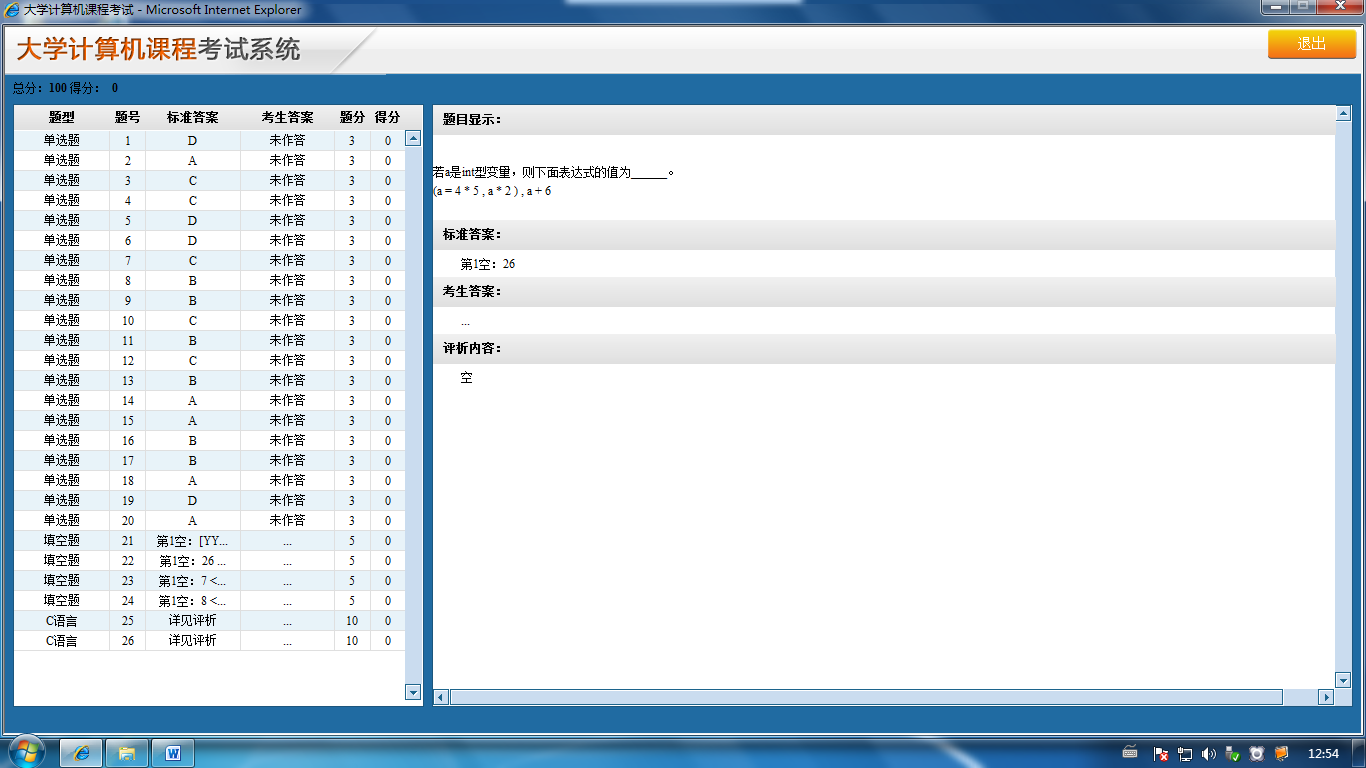 大学计算机课程考试 - Microsoft Internet Explorer
大学计算机课程考试系统
退出
总分：100 得分： 0
题型 题号 标准答案 考生答案 题分 得分
单选题 1 D 未作答 3 0
单选题 2 A 未作答 3 0
单选题 3 C 未作答 3 0
单选题 4 C 未作答 3 0
单选题 5 D 未作答 3 0
单选题 6 D 未作答 3 0
单选题 7 C 未作答 3 0
单选题 8 B 未作答 3 0
单选题 9 B 未作答 3 0
单选题 10 C 未作答 3 0
单选题 11 B 未作答 3 0
单选题 12 C 未作答 3 0
单选题 13 B 未作答 3 0
单选题 14 A 未作答 3 0
单选题 15 A 未作答 3 0
单选题 16 B 未作答 3 0
单选题 17 B 未作答 3 0
单选题 18 A 未作答 3 0
单选题 19 D 未作答 3 0
单选题 20 A 未作答 3 0
填空题 21 第1空：[YY... ... 5 0
填空题 22 第1空：26 ... ... 5 0
填空题 23 第1空：7 <... ... 5 0
填空题 24 第1空：8 <... ... 5 0
C语言 25 详见评析 ... 10 0
C语言 26 详见评析 ... 10 0
题目显示：
若a是int型变量，则下面表达式的值为______。
(a = 4 * 5 , a * 2 ) , a + 6
标准答案：
第1空：26
考生答案：
...
评析内容：
空
12:54